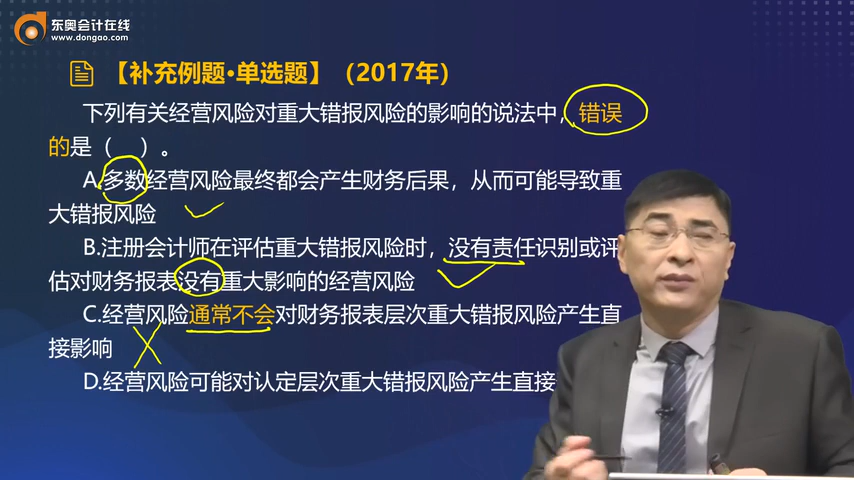 东奥会计在线
www.dongao.com
【补充例题·单选题】（2017年）
下列有关经营风险对重大错报风险的影响的说法中，错误
的是（　）。
A.多数经营风险最终都会产生财务后果，从而可能导致重
大错报风险
B.注册会计师在评估重大错报风险时，没有责任识别或评
估对财务报表没有重大影响的经营风险
C.经营风险通常不会对财务报表层次重大错报风险产生直
接影响
D.经营风险可能对认定层次重大错报风险产生直接